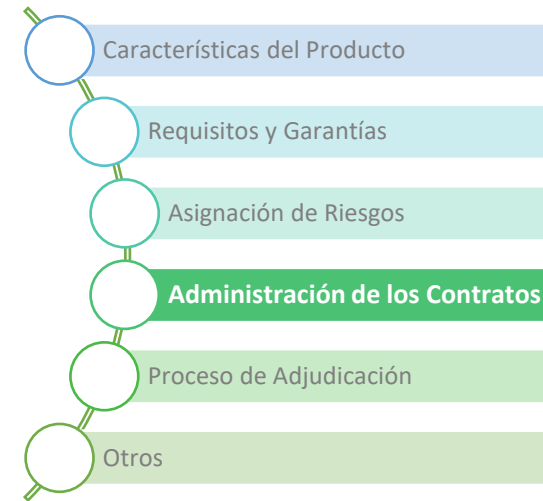 Características del Producto
Requisitos y Garantías
Asignación de Riesgos
Administración de los Contratos
Proceso de Adjudicación
Otros